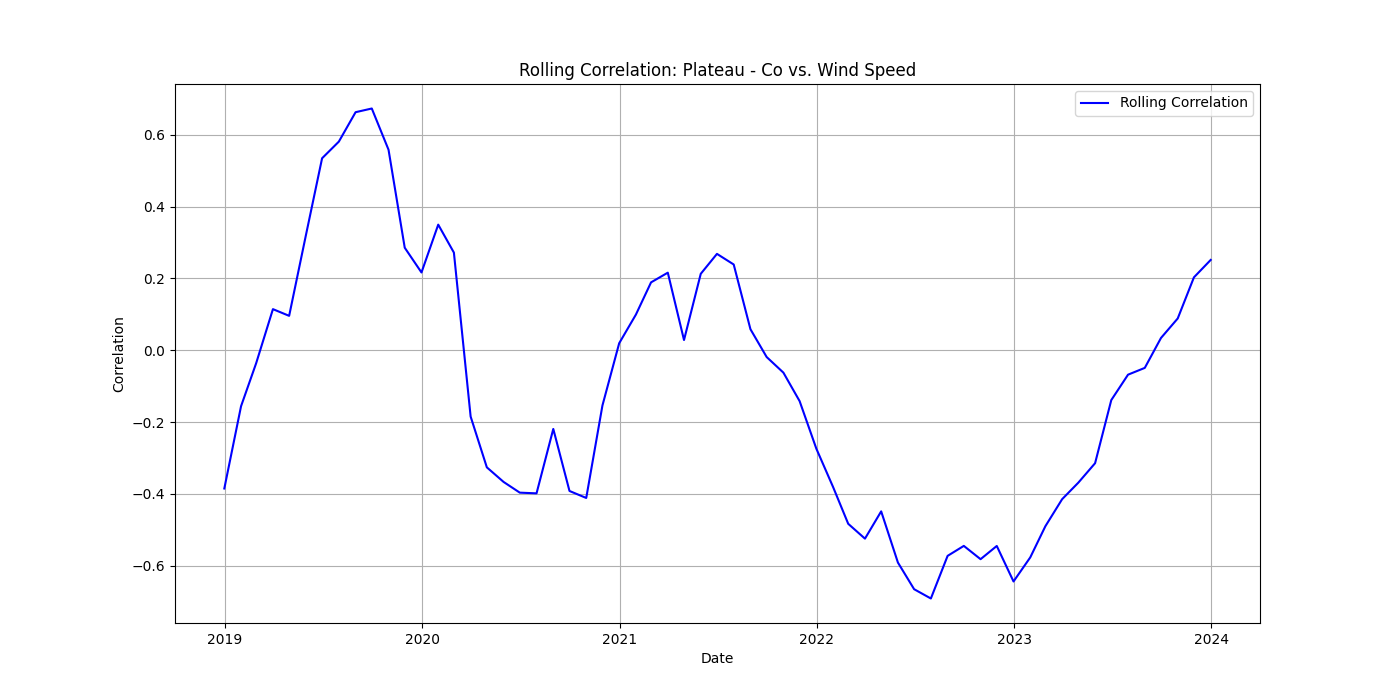 Rolling Correlation: Plateau - Co vs. Wind Speed
Rolling Correlation
0.6
0.4
0.2
0.0
−0.2
−0.4
−0.6
Correlation
2019 2020 2021 2022 2023 2024
Date